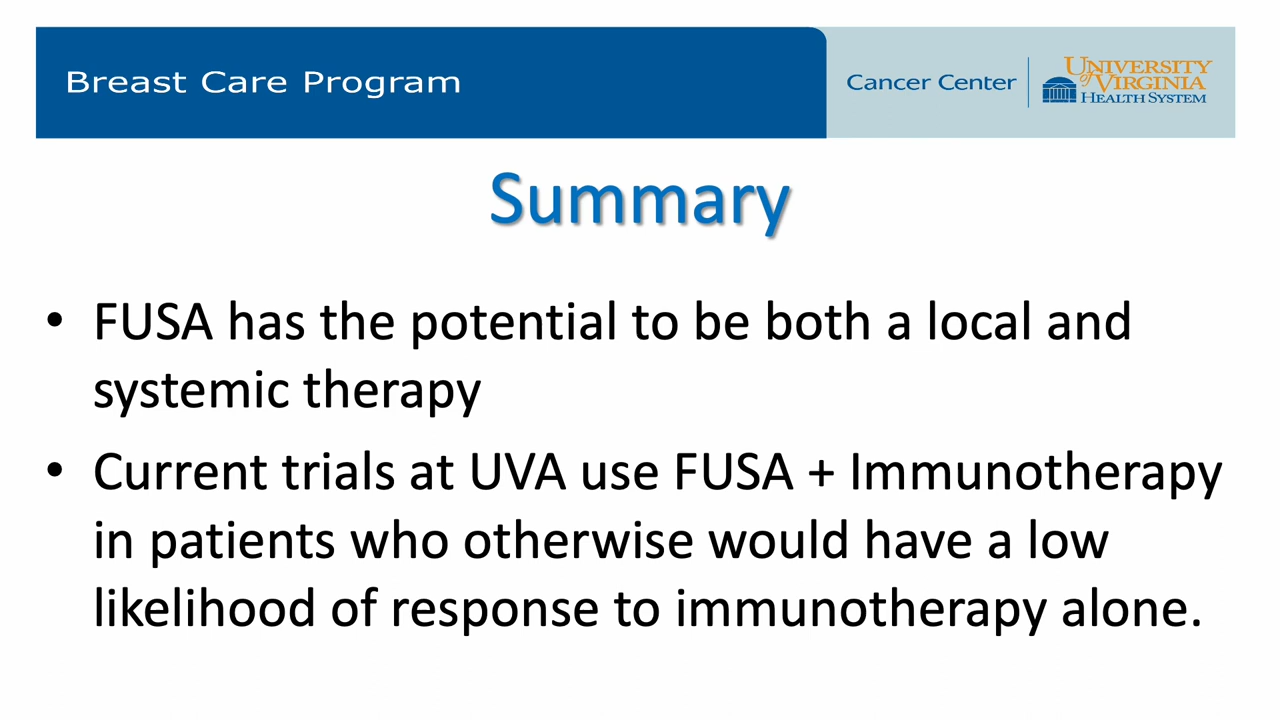 Breast Care Program
Cancer Center
UNIVERSITY
of VIRGINIA
HEALTH SYSTEM
Summary
• FUSA has the potential to be both a local and
systemic therapy
• Current trials at UVA use FUSA + Immunotherapy
in patients who otherwise would have a low
likelihood of response to immunotherapy alone.